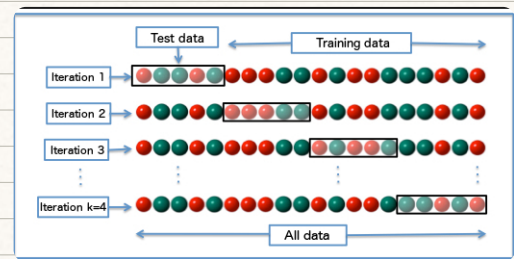 Test data
Training data
Iteration 1
Iteration 2
Iteration 3
Iteration k=4
All data